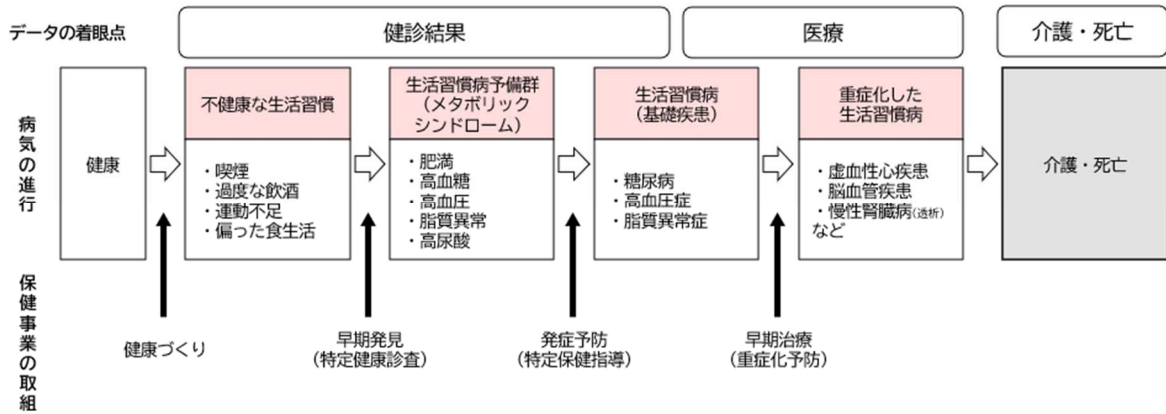 データの着眼点
健診結果
医療
介護・死亡
病気の進行
健康
不健康な生活習慣
・喫煙
・過度な飲酒
・運動不足
・偏った食生活
生活習慣病予備群
（メタボリック
シンドローム）
・肥満
・高血糖
・高血圧
・脂質異常
・高尿酸
生活習慣病
（基礎疾患）
・糖尿病
・高血圧症
・脂質異常症
重症化した
生活習慣病
・虚血性心疾患
・脳血管疾患
・慢性腎臓病（透析）
など
介護・死亡
保健事業の取組
健康づくり
早期発見
（特定健康診査）
発症予防
（特定保健指導）
早期治療
（重症化予防）